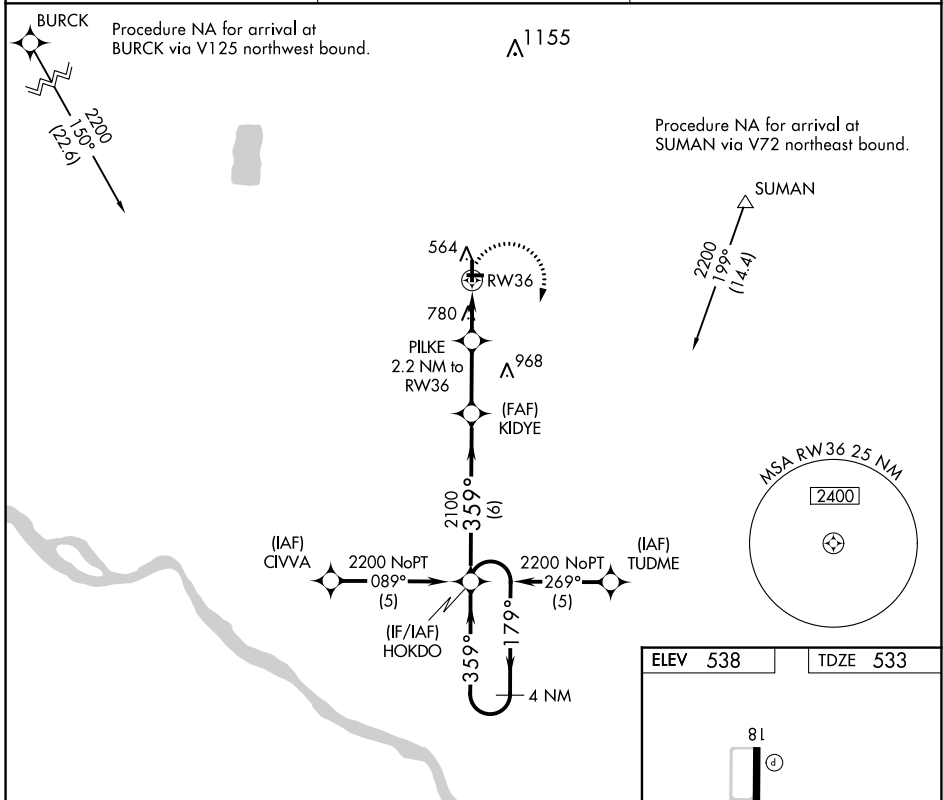 BURCK
Procedure NA for arrival at
BURCK via V125 northwest bound.
1155
2200
150°
(22.6)
Procedure NA for arrival at
SUMAN via V72 northeast bound.
SUMAN
2200
199°
(14.4)
564
RW36
780
PILKE
2.2 NM to
RW36
968
(FAF)
KIDYE
MSA RW36 25 NM
2400
2100
359°
(6)
(IAF)
CIVVA
2200 NoPT
089°
(5)
2200 NoPT
269°
(5)
(IAF)
TUDME
(IF/IAF)
HOKDO
359°
179°
4 NM
ELEV 538
TDZE 533
18
P